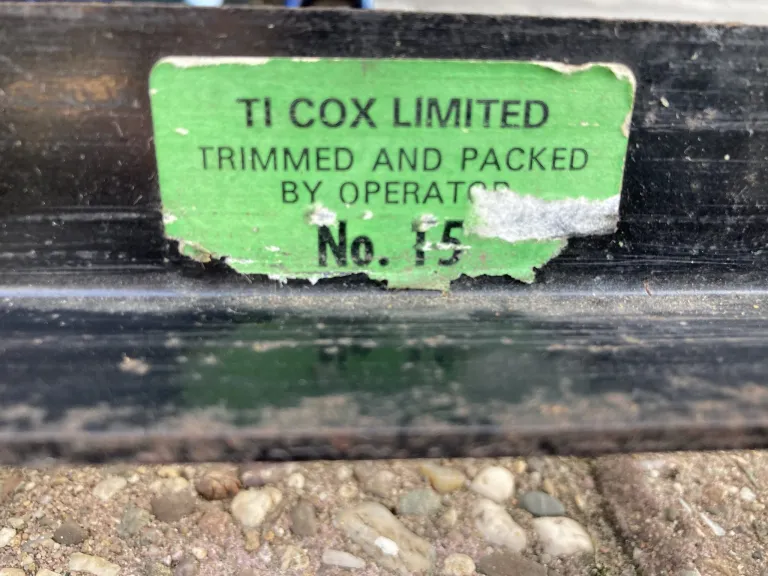 TI COX LIMITED
TRIMMED AND PACKED
BY OPERATOR
No. 15